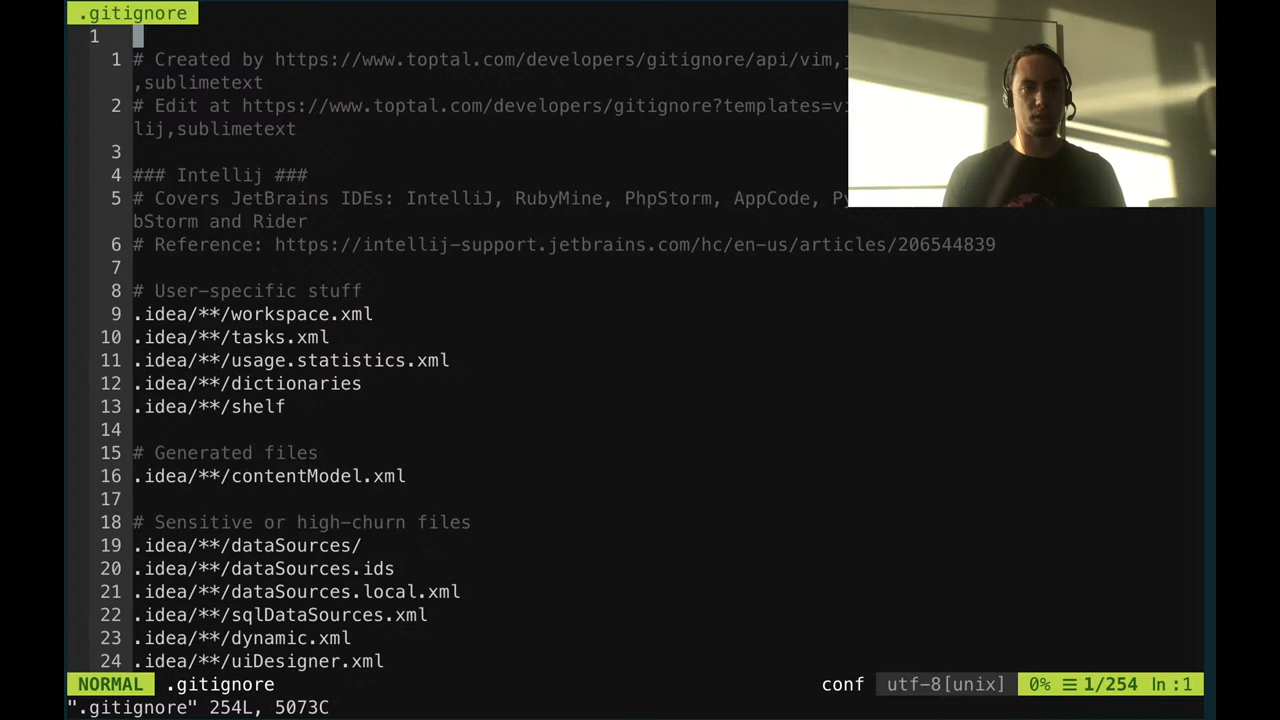 .gitignore
1
1 # Created by https://www.toptal.com/developers/gitignore/api/vim,
,sublimetext
2 # Edit at https://www.toptal.com/developers/gitignore?templates=vi
lij,sublimetext
3
4 ### Intellij ###
5 # Covers JetBrains IDEs: IntelliJ, RubyMine, PhpStorm, AppCode, Py
bStorm and Rider
6 # Reference: https://intellij-support.jetbrains.com/hc/en-us/articles/206544839
7
8 # User-specific stuff
9 .idea/**/workspace.xml
10 .idea/**/tasks.xml
11 .idea/**/usage.statistics.xml
12 .idea/**/dictionaries
13 .idea/**/shelf
14
15 # Generated files
16 .idea/**/contentModel.xml
17
18 # Sensitive or high-churn files
19 .idea/**/dataSources/
20 .idea/**/dataSources.ids
21 .idea/**/dataSources.local.xml
22 .idea/**/sqlDataSources.xml
23 .idea/**/dynamic.xml
24 .idea/**/uiDesigner.xml
NORMAL .gitignore conf utf-8[unix] 0% ☰ 1/254 ln :1
".gitignore" 254L, 5073C